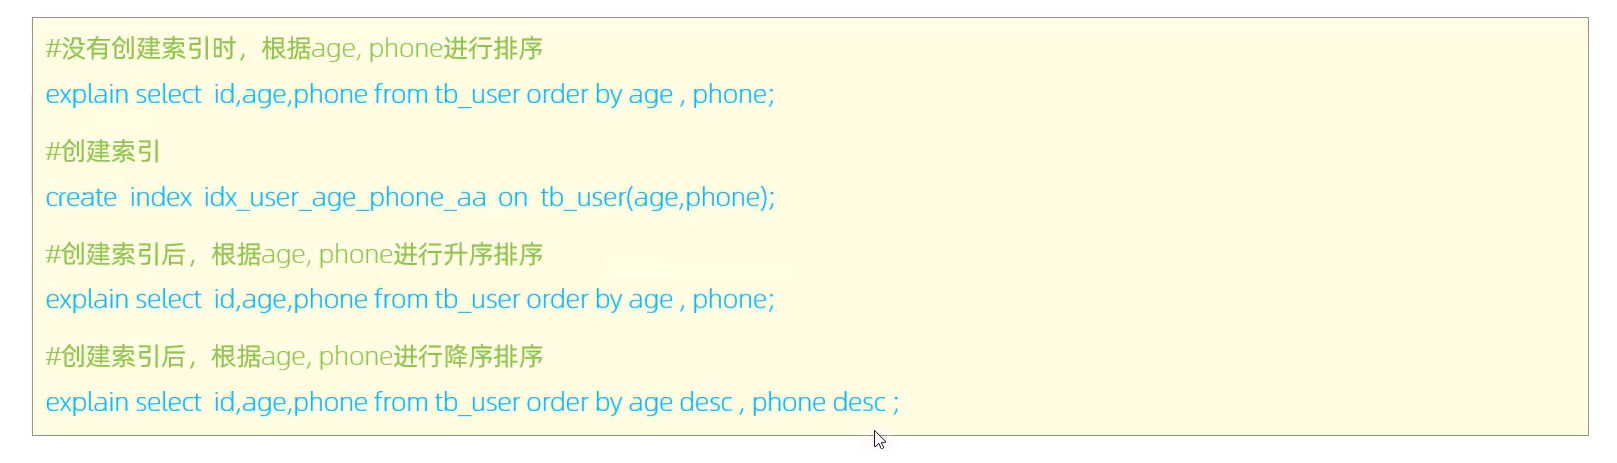 #没有创建索引时，根据age, phone进行排序
explain select  id,age,phone from tb_user order by age , phone;
#创建索引
create  index  idx_user_age_phone_aa  on  tb_user(age,phone);
#创建索引后，根据age, phone进行升序排序
explain select  id,age,phone from tb_user order by age , phone;
#创建索引后，根据age, phone进行降序排序
explain select  id,age,phone from tb_user order by age desc , phone desc ;